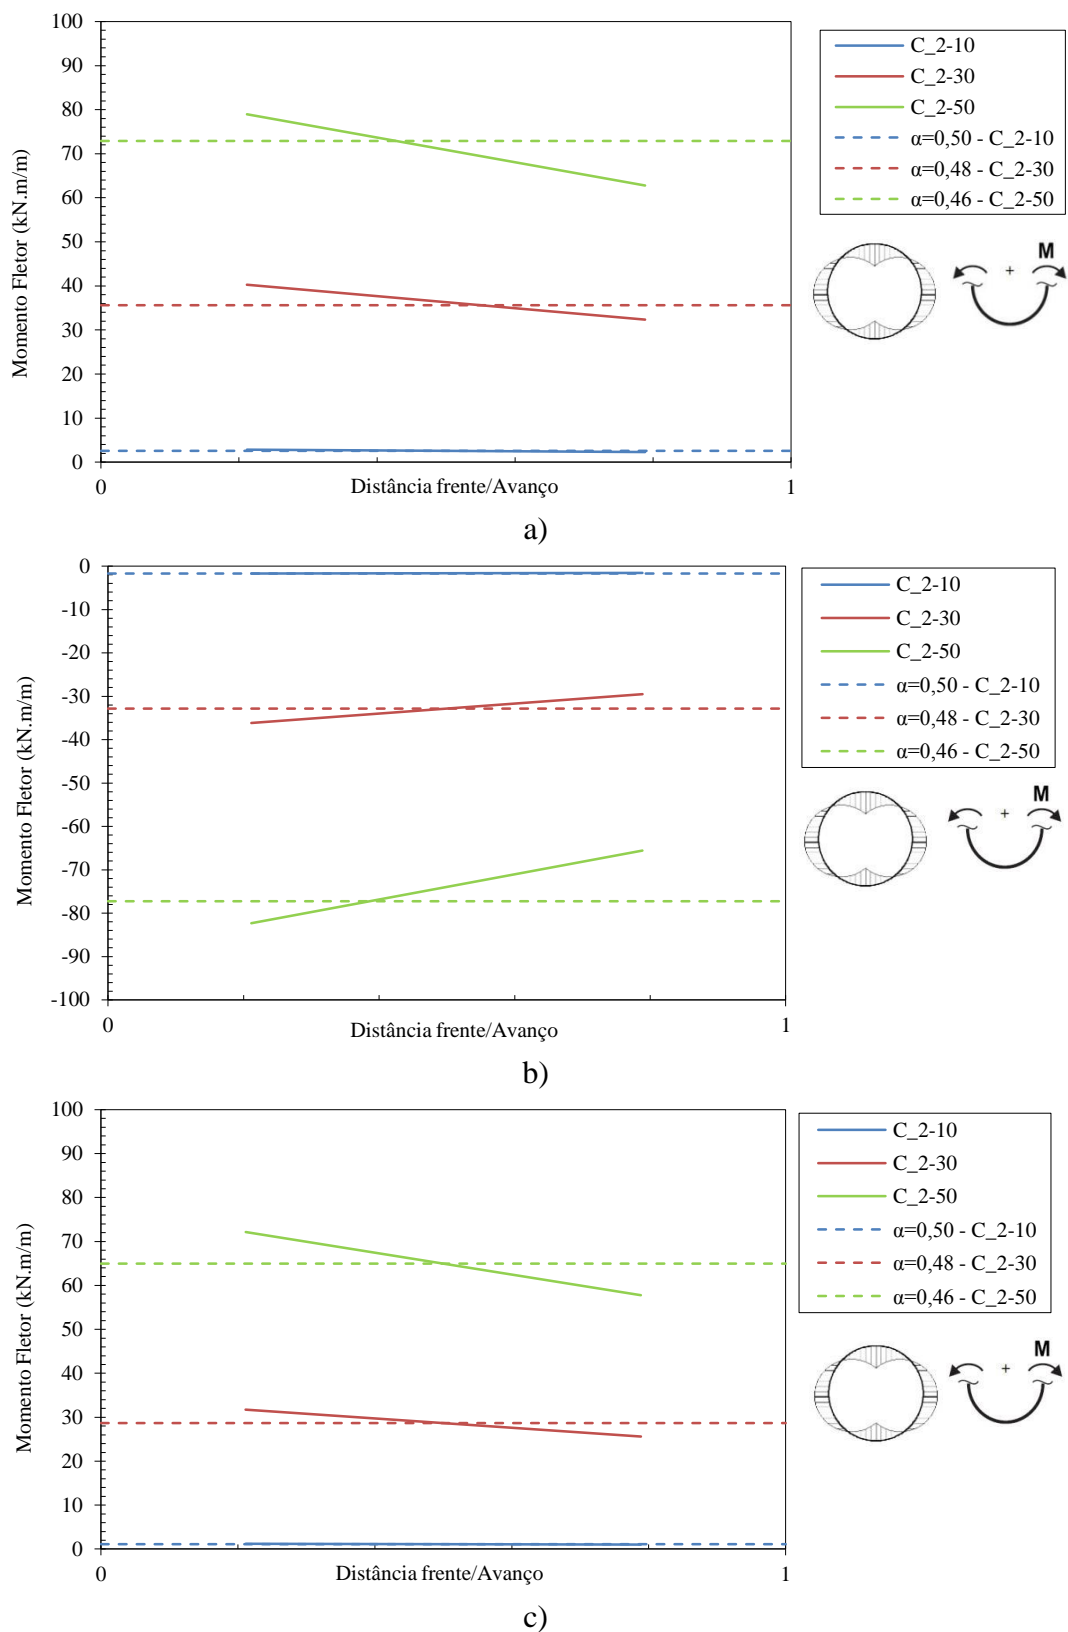 100
90
80
70
60
50
40
30
20
10
0
Momento Fletor (kN.m/m)
0
Distância frente/Avanço
1
C_2-10
C_2-30
C_2-50
α=0,50 - C_2-10
α=0,48 - C_2-30
α=0,46 - C_2-50
M
+
a)
0
-10
-20
-30
-40
-50
-60
-70
-80
-90
-100
Momento Fletor (kN.m/m)
0
Distância frente/Avanço
1
C_2-10
C_2-30
C_2-50
α=0,50 - C_2-10
α=0,48 - C_2-30
α=0,46 - C_2-50
M
+
b)
100
90
80
70
60
50
40
30
20
10
0
Momento Fletor (kN.m/m)
0
Distância frente/Avanço
1
C_2-10
C_2-30
C_2-50
α=0,50 - C_2-10
α=0,48 - C_2-30
α=0,46 - C_2-50
M
+
c)